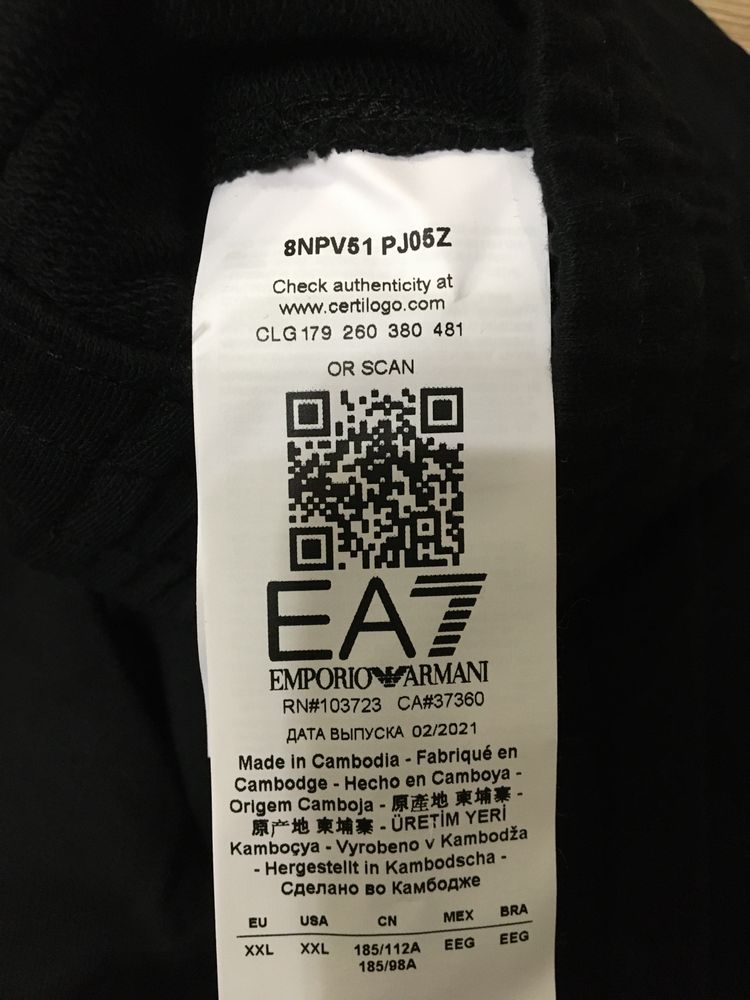 8NPV51 PJ05Z
Check authenticity at
www.certilogo.com
CLG 179 260 380 481
OR SCAN
EA7
EMPORIO ARMANI
RN#103723 CA#37360
ДАТА ВЫПУСКА 02/2021
Made in Cambodia - Fabriqué en
Cambodge - Hecho en Camboya -
Origem Camboja - 原產地 柬埔寨 -
原产地 柬埔寨 - ÜRETİM YERİ
Kamboçya - Vyrobeno v Kambodža
- Hergestellt in Kambodscha -
Сделано во Камбодже
EU USA CN MEX BRA
XXL XXL 185/112A EEG EEG
185/98A